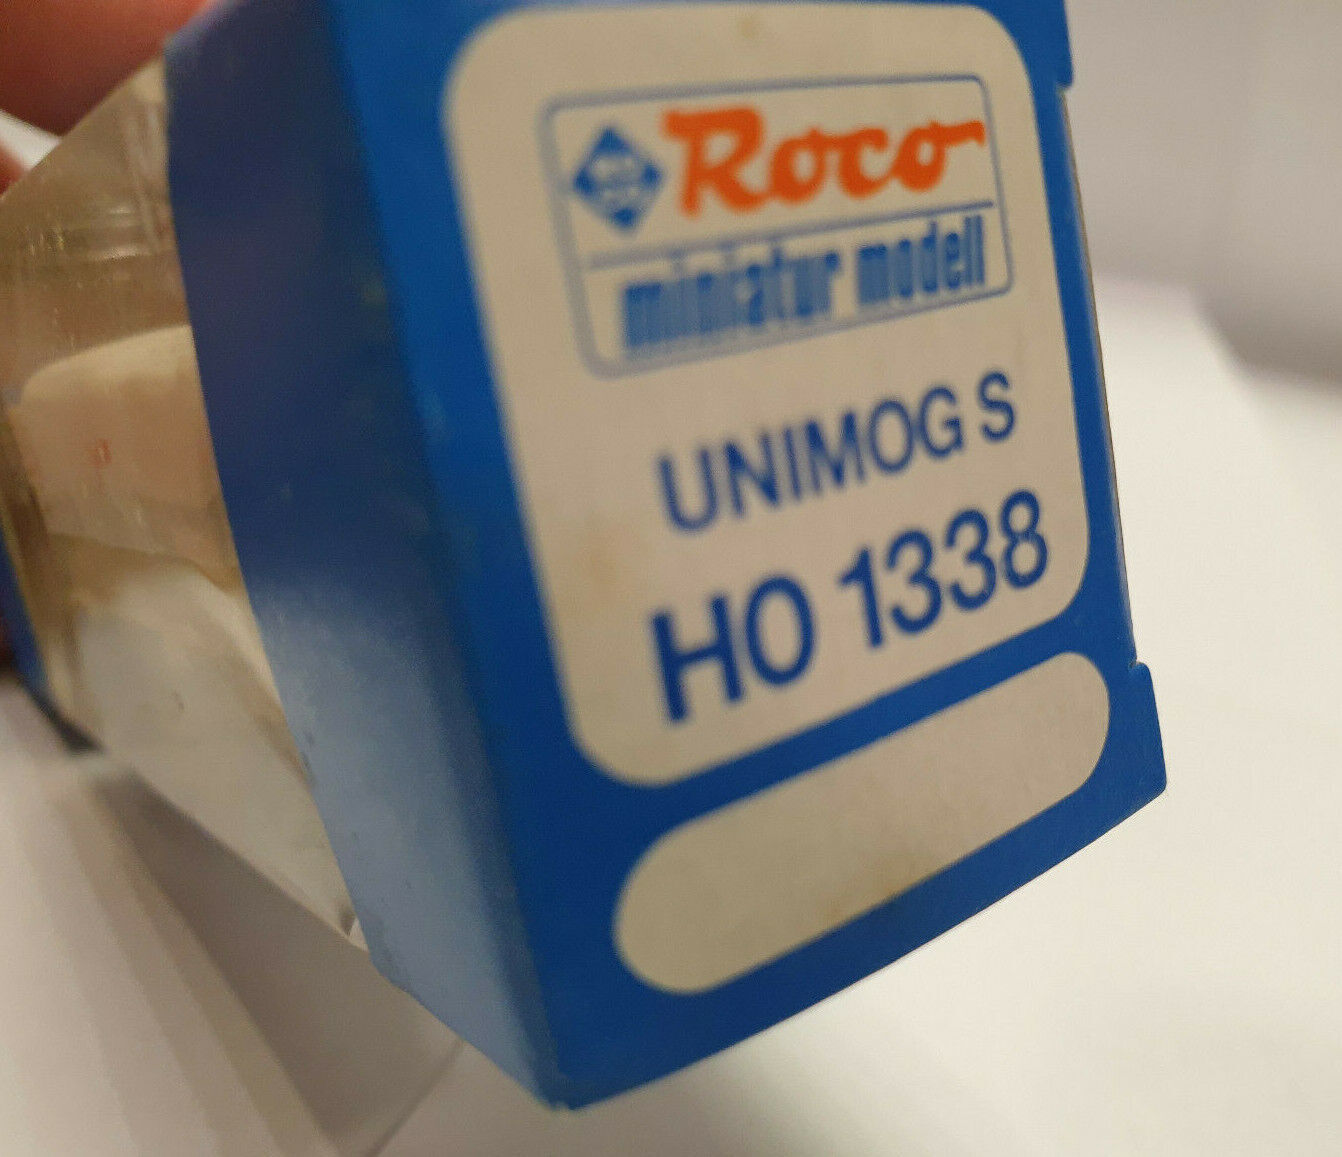 Roco
miniatur modell
UNIMOG S
HO 1338